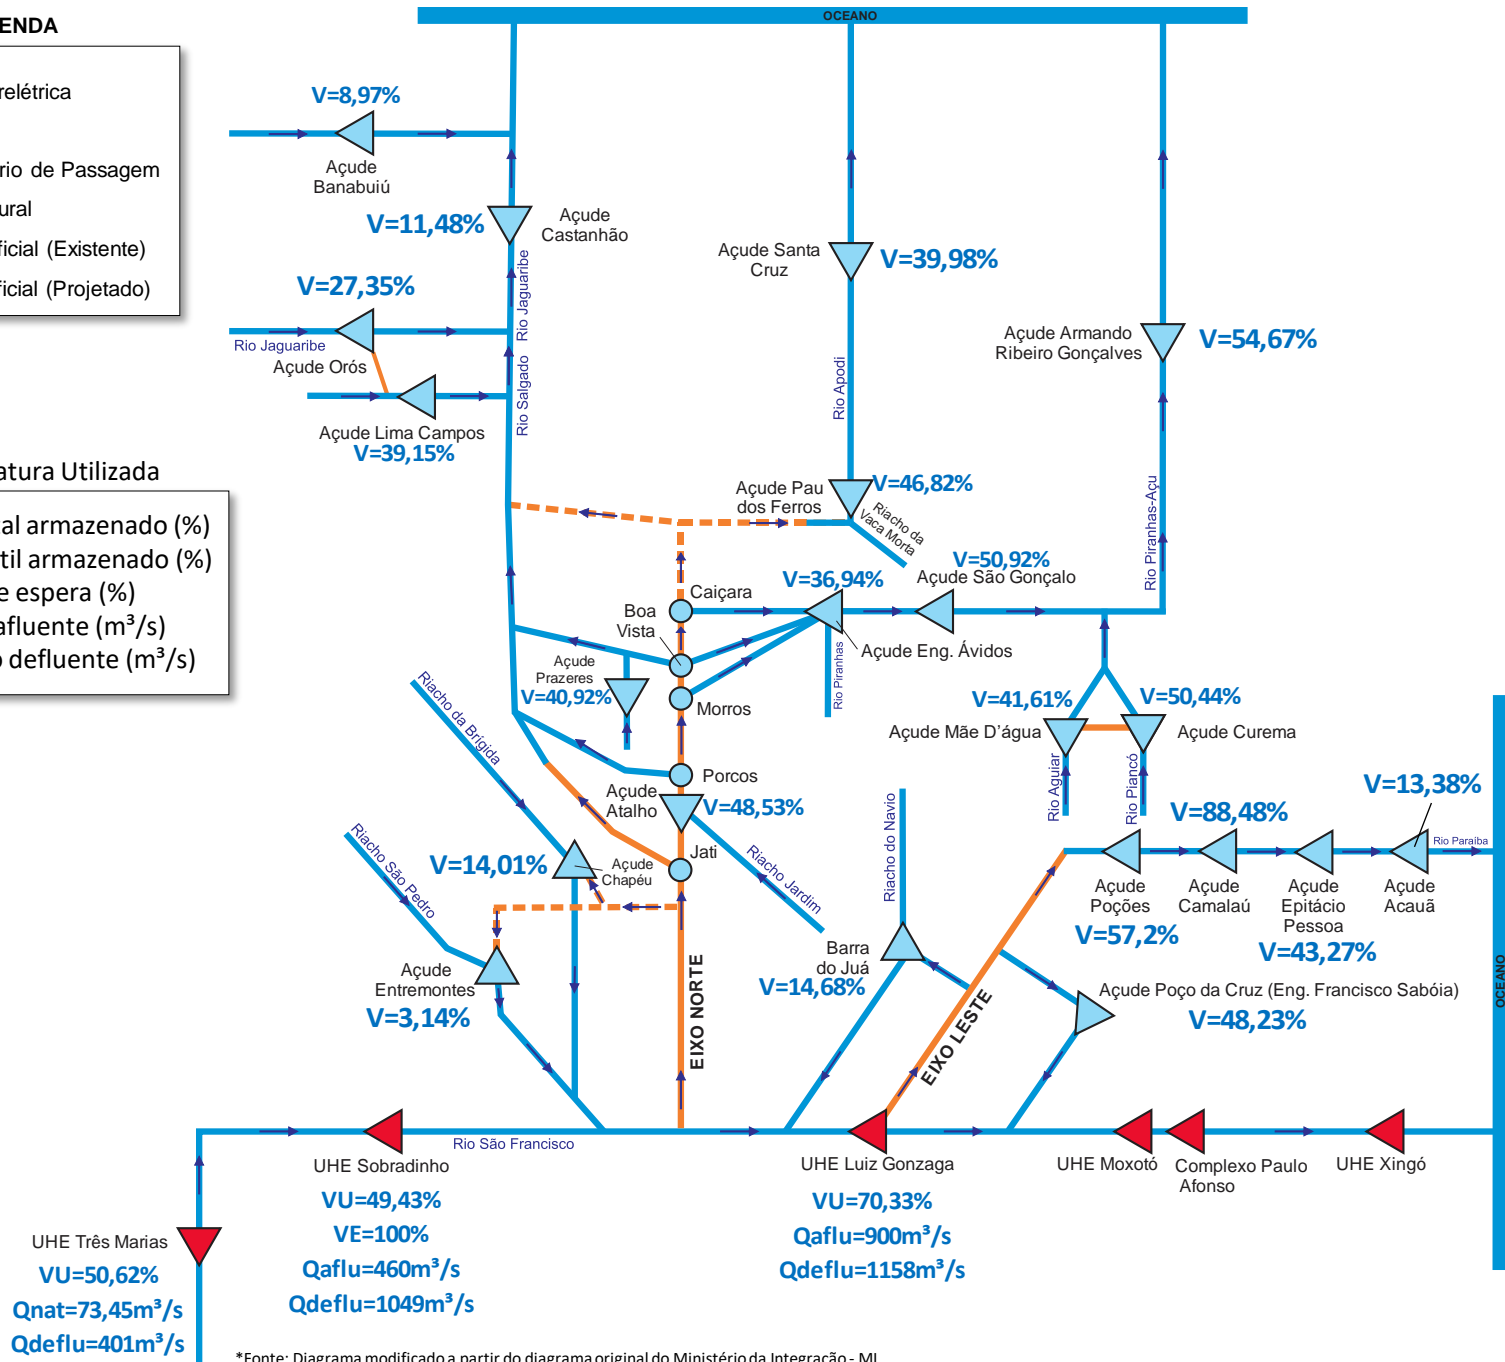 OCEANO
ENDA
relétrica
rio de Passagem
ural
ficial (Existente)
ficial (Projetado)
V=8,97%
Açude
Banabuiú
V=11,48%
Açude
Castanhão
V=27,35%
Rio Jaguaribe
Açude Orós
Rio Jaguaribe
Rio Salgado
Açude Lima Campos
V=39,15%
Açude Santa
Cruz
V=39,98%
Rio Apodi
Açude Armando
Ribeiro Gonçalves
V=54,67%
Rio Piranhas-Açu
atura Utilizada
tal armazenado (%)
til armazenado (%)
e espera (%)
afluente (m³/s)
o defluente (m³/s)
Açude Pau
dos Ferros
V=46,82%
Riacho da
Vaca Morta
V=50,92%
Açude São Gonçalo
V=36,94%
Caiçara
Boa
Vista
Açude Eng. Ávidos
Rio Piranhas
Açude
Prazeres
V=40,92%
Morros
Riacho da Brígida
V=41,61%
V=50,44%
Açude Mãe D'água
Açude Curema
Rio Aguiar
Rio Piancó
Porcos
Açude
Atalho
V=48,53%
Jati
Riacho Jardim
Riacho do Navio
V=13,38%
V=88,48%
Rio Paraíba
Açude
Poções
V=57,2%
Açude
Camalaú
Açude
Epitácio
Pessoa
V=43,27%
Açude
Acauã
Riacho São Pedro
V=14,01%
Açude
Chapéu
Açude
Entremontes
V=3,14%
EIXO NORTE
Barra
do Juá
V=14,68%
EIXO LESTE
Açude Poço da Cruz (Eng. Francisco Sabóia)
V=48,23%
OCEANO
Rio São Francisco
UHE Sobradinho
VU=49,43%
VE=100%
Qaflu=460m³/s
Qdeflu=1049m³/s
UHE Luiz Gonzaga
VU=70,33%
Qaflu=900m³/s
Qdeflu=1158m³/s
UHE Moxotó
Complexo Paulo
Afonso
UHE Xingó
UHE Três Marias
VU=50,62%
Qnat=73,45m³/s
Qdeflu=401m³/s
*Fonte: Diagrama modificado a partir do diagrama original do Ministério da Integração - MI